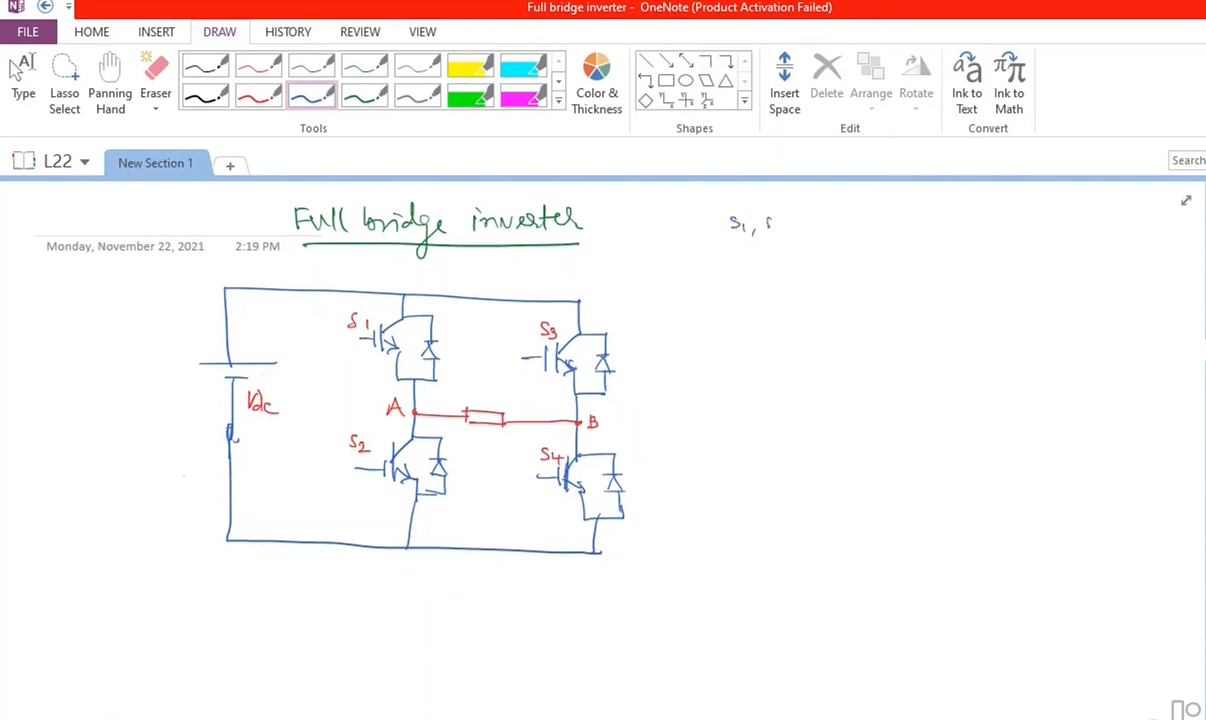 Full bridge inverter - OneNote (Product Activation Failed)
FILE HOME INSERT DRAW HISTORY REVIEW VIEW
Type
Lasso Select
Panning Hand
Eraser
Color & Thickness
Insert Space
Delete
Arrange
Rotate
Ink to Text
Ink to Math
Tools
Shapes
Edit
Convert
L22 New Section 1
Search
Full bridge inverter
S1,
Monday, November 22, 2021 2:19 PM
S1
S3
Vdc
A
B
S2
S4